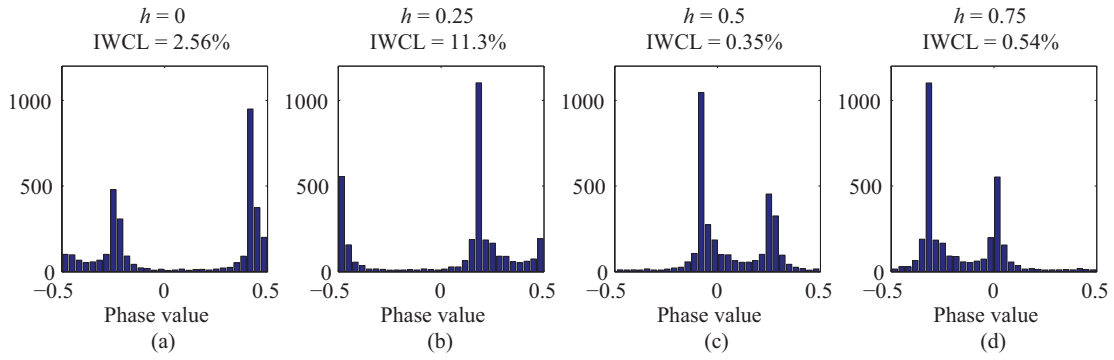 h = 0
IWCL = 2.56%
1000
500
0
−0.5 0 0.5
Phase value
(a)
h = 0.25
IWCL = 11.3%
1000
500
0
−0.5 0 0.5
Phase value
(b)
h = 0.5
IWCL = 0.35%
1000
500
0
−0.5 0 0.5
Phase value
(c)
h = 0.75
IWCL = 0.54%
1000
500
0
−0.5 0 0.5
Phase value
(d)